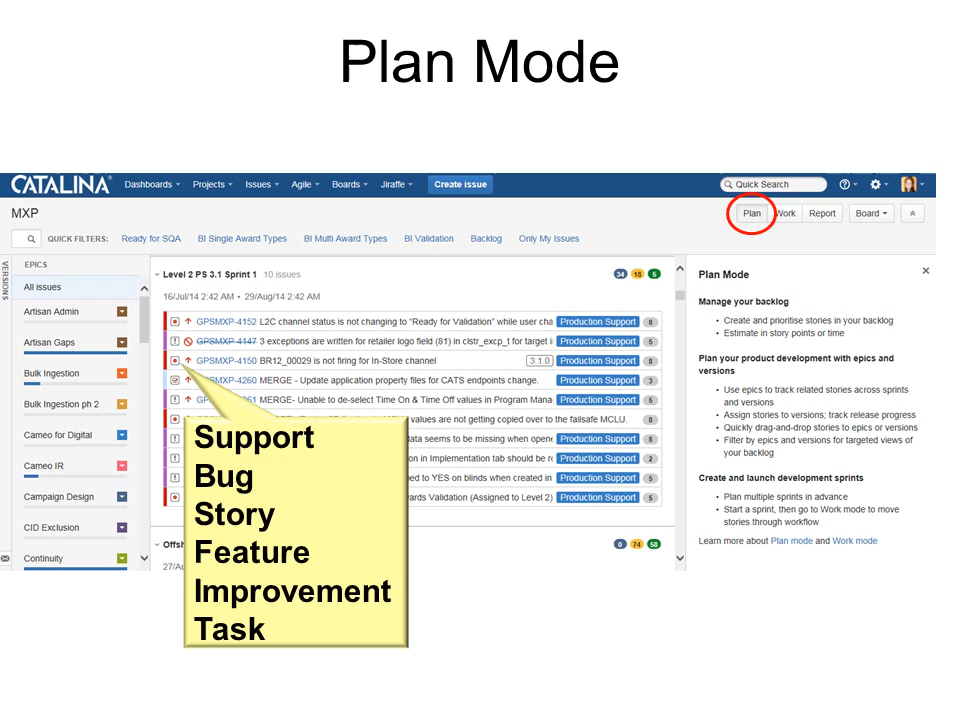 Plan Mode
CATALINA Dashboards Projects Issues Agile Boards Jiraffe Create issue Quick Search
MXP Plan Work Report Board
QUICK FILTERS: Ready for SQA BI Single Award Types BI Multi Award Types BI Validation Backlog Only My Issues
VERSIONS
EPICS
All issues
Artisan Admin
Artisan Gaps
Bulk Ingestion
Bulk Ingestion ph 2
Cameo for Digital
Cameo IR
Campaign Design
CID Exclusion
Continuity
Level 2 PS 3.1 Sprint 1 10 issues 34 18 5
16/Jul/14 2:42 AM • 29/Aug/14 2:42 AM
GPSMXP-4152 L2C channel status is not changing to "Ready for Validation" while user cha Production Support 8
GPSMXP-4147 3 exceptions are written for retailer logo field (81) in clstr_excp_t for target i Production Support 5
GPSMXP-4150 BR12_00029 is not firing for In-Store channel 3.1.0 Production Support 8
GPSMXP-4260 MERGE - Update application property files for CATS endpoints change. Production Support 3
MERGE- Unable to de-select Time On & Time Off values in Program Mana Production Support 5
values are not getting copied over to the failsafe MCLU. 8
data seems to be missing when opene Production Support 8
on in Implementation tab should be re Production Support 2
ped to YES on blinds when created in Production Support 5
ards Validation (Assigned to Level 2) Production Support 5
Offsh 0 74 58
27/Au
Support
Bug
Story
Feature
Improvement
Task
Plan Mode
Manage your backlog
• Create and prioritise stories in your backlog
• Estimate in story points or time
Plan your product development with epics and
versions
• Use epics to track related stories across sprints
and versions
• Assign stories to versions; track release progress
• Quickly drag-and-drop stories to epics or versions
• Filter by epics and versions for targeted views of
your backlog
Create and launch development sprints
• Plan multiple sprints in advance
• Start a sprint, then go to Work mode to move
stories through workflow
Learn more about Plan mode and Work mode